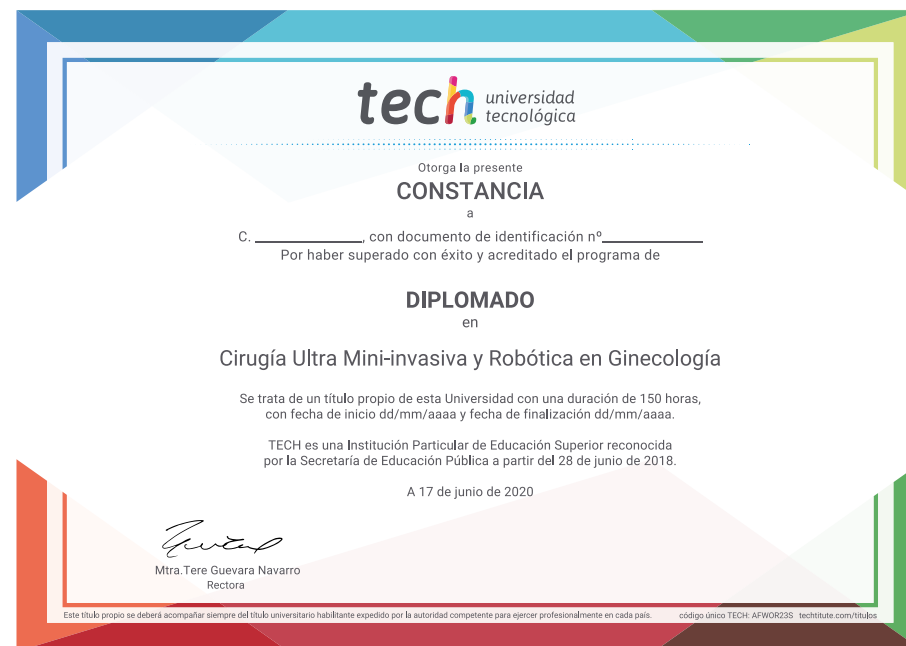 tech universidad
tecnológica
Otorga la presente
CONSTANCIA
a
C. ____________, con documento de identificación nº____________
Por haber superado con éxito y acreditado el programa de
DIPLOMADO
en
Cirugía Ultra Mini-invasiva y Robótica en Ginecología
Se trata de un título propio de esta Universidad con una duración de 150 horas,
con fecha de inicio dd/mm/aaaa y fecha de finalización dd/mm/aaaa.
TECH es una Institución Particular de Educación Superior reconocida
por la Secretaría de Educación Pública a partir del 28 de junio de 2018.
A 17 de junio de 2020
Mtra.Tere Guevara Navarro
Rectora
Este título propio se deberá acompañar siempre del título universitario habilitante expedido por la autoridad competente para ejercer profesionalmente en cada país. código único TECH: AFWOR23S techtitute.com/titulos